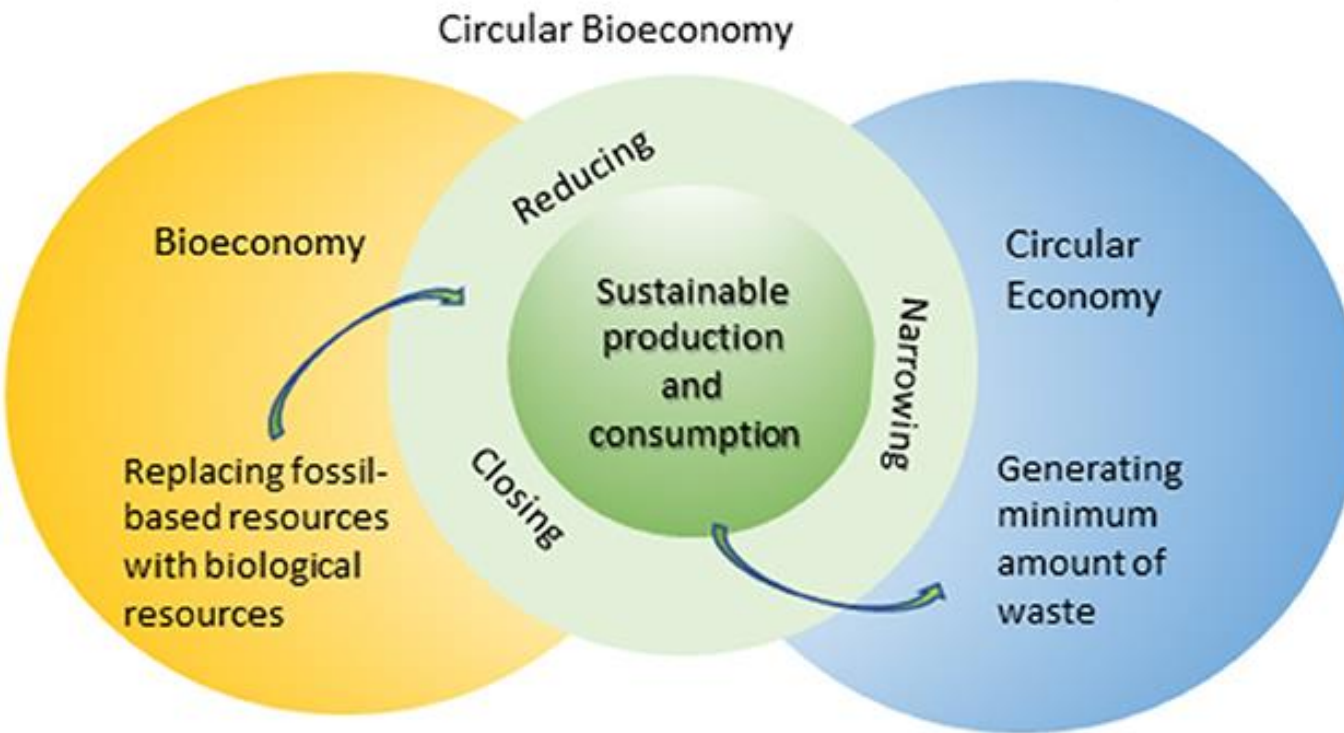 Circular Bioeconomy
Bioeconomy
Replacing fossil-
based resources
with biological
resources
Reducing
Closing
Narrowing
Sustainable
production
and
consumption
Circular
Economy
Generating
minimum
amount of
waste